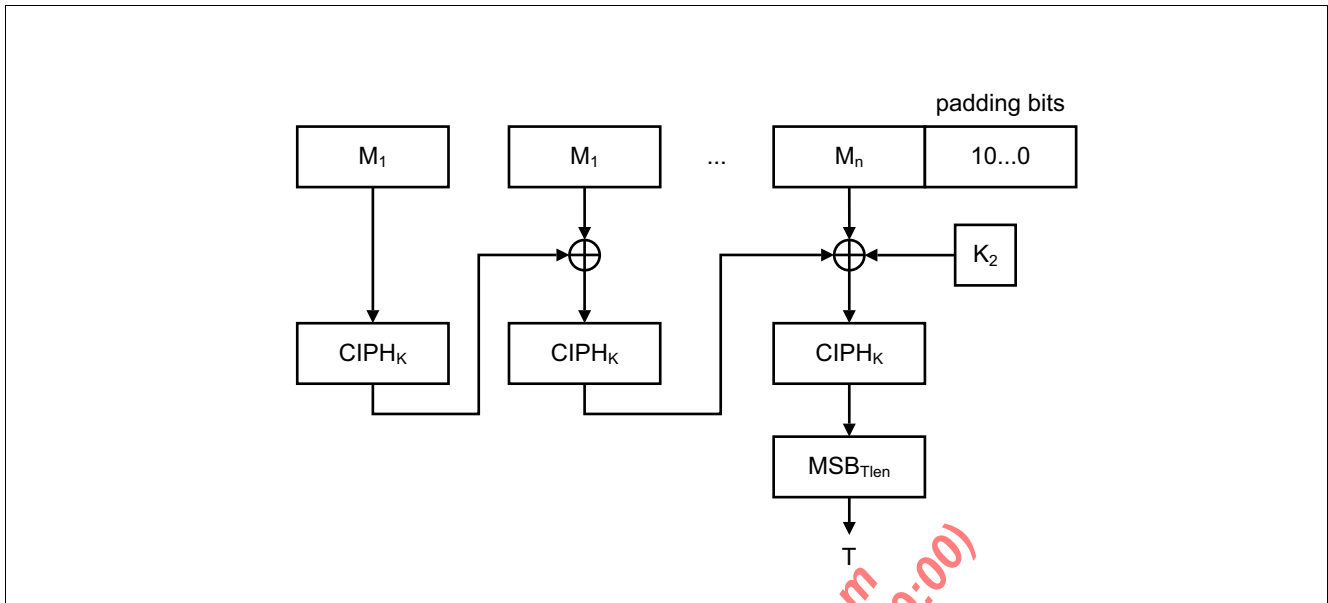 padding bits
M1 M1 ... Mn 10...0
K2
CIPHK CIPHK CIPHK
MSBTlen
T